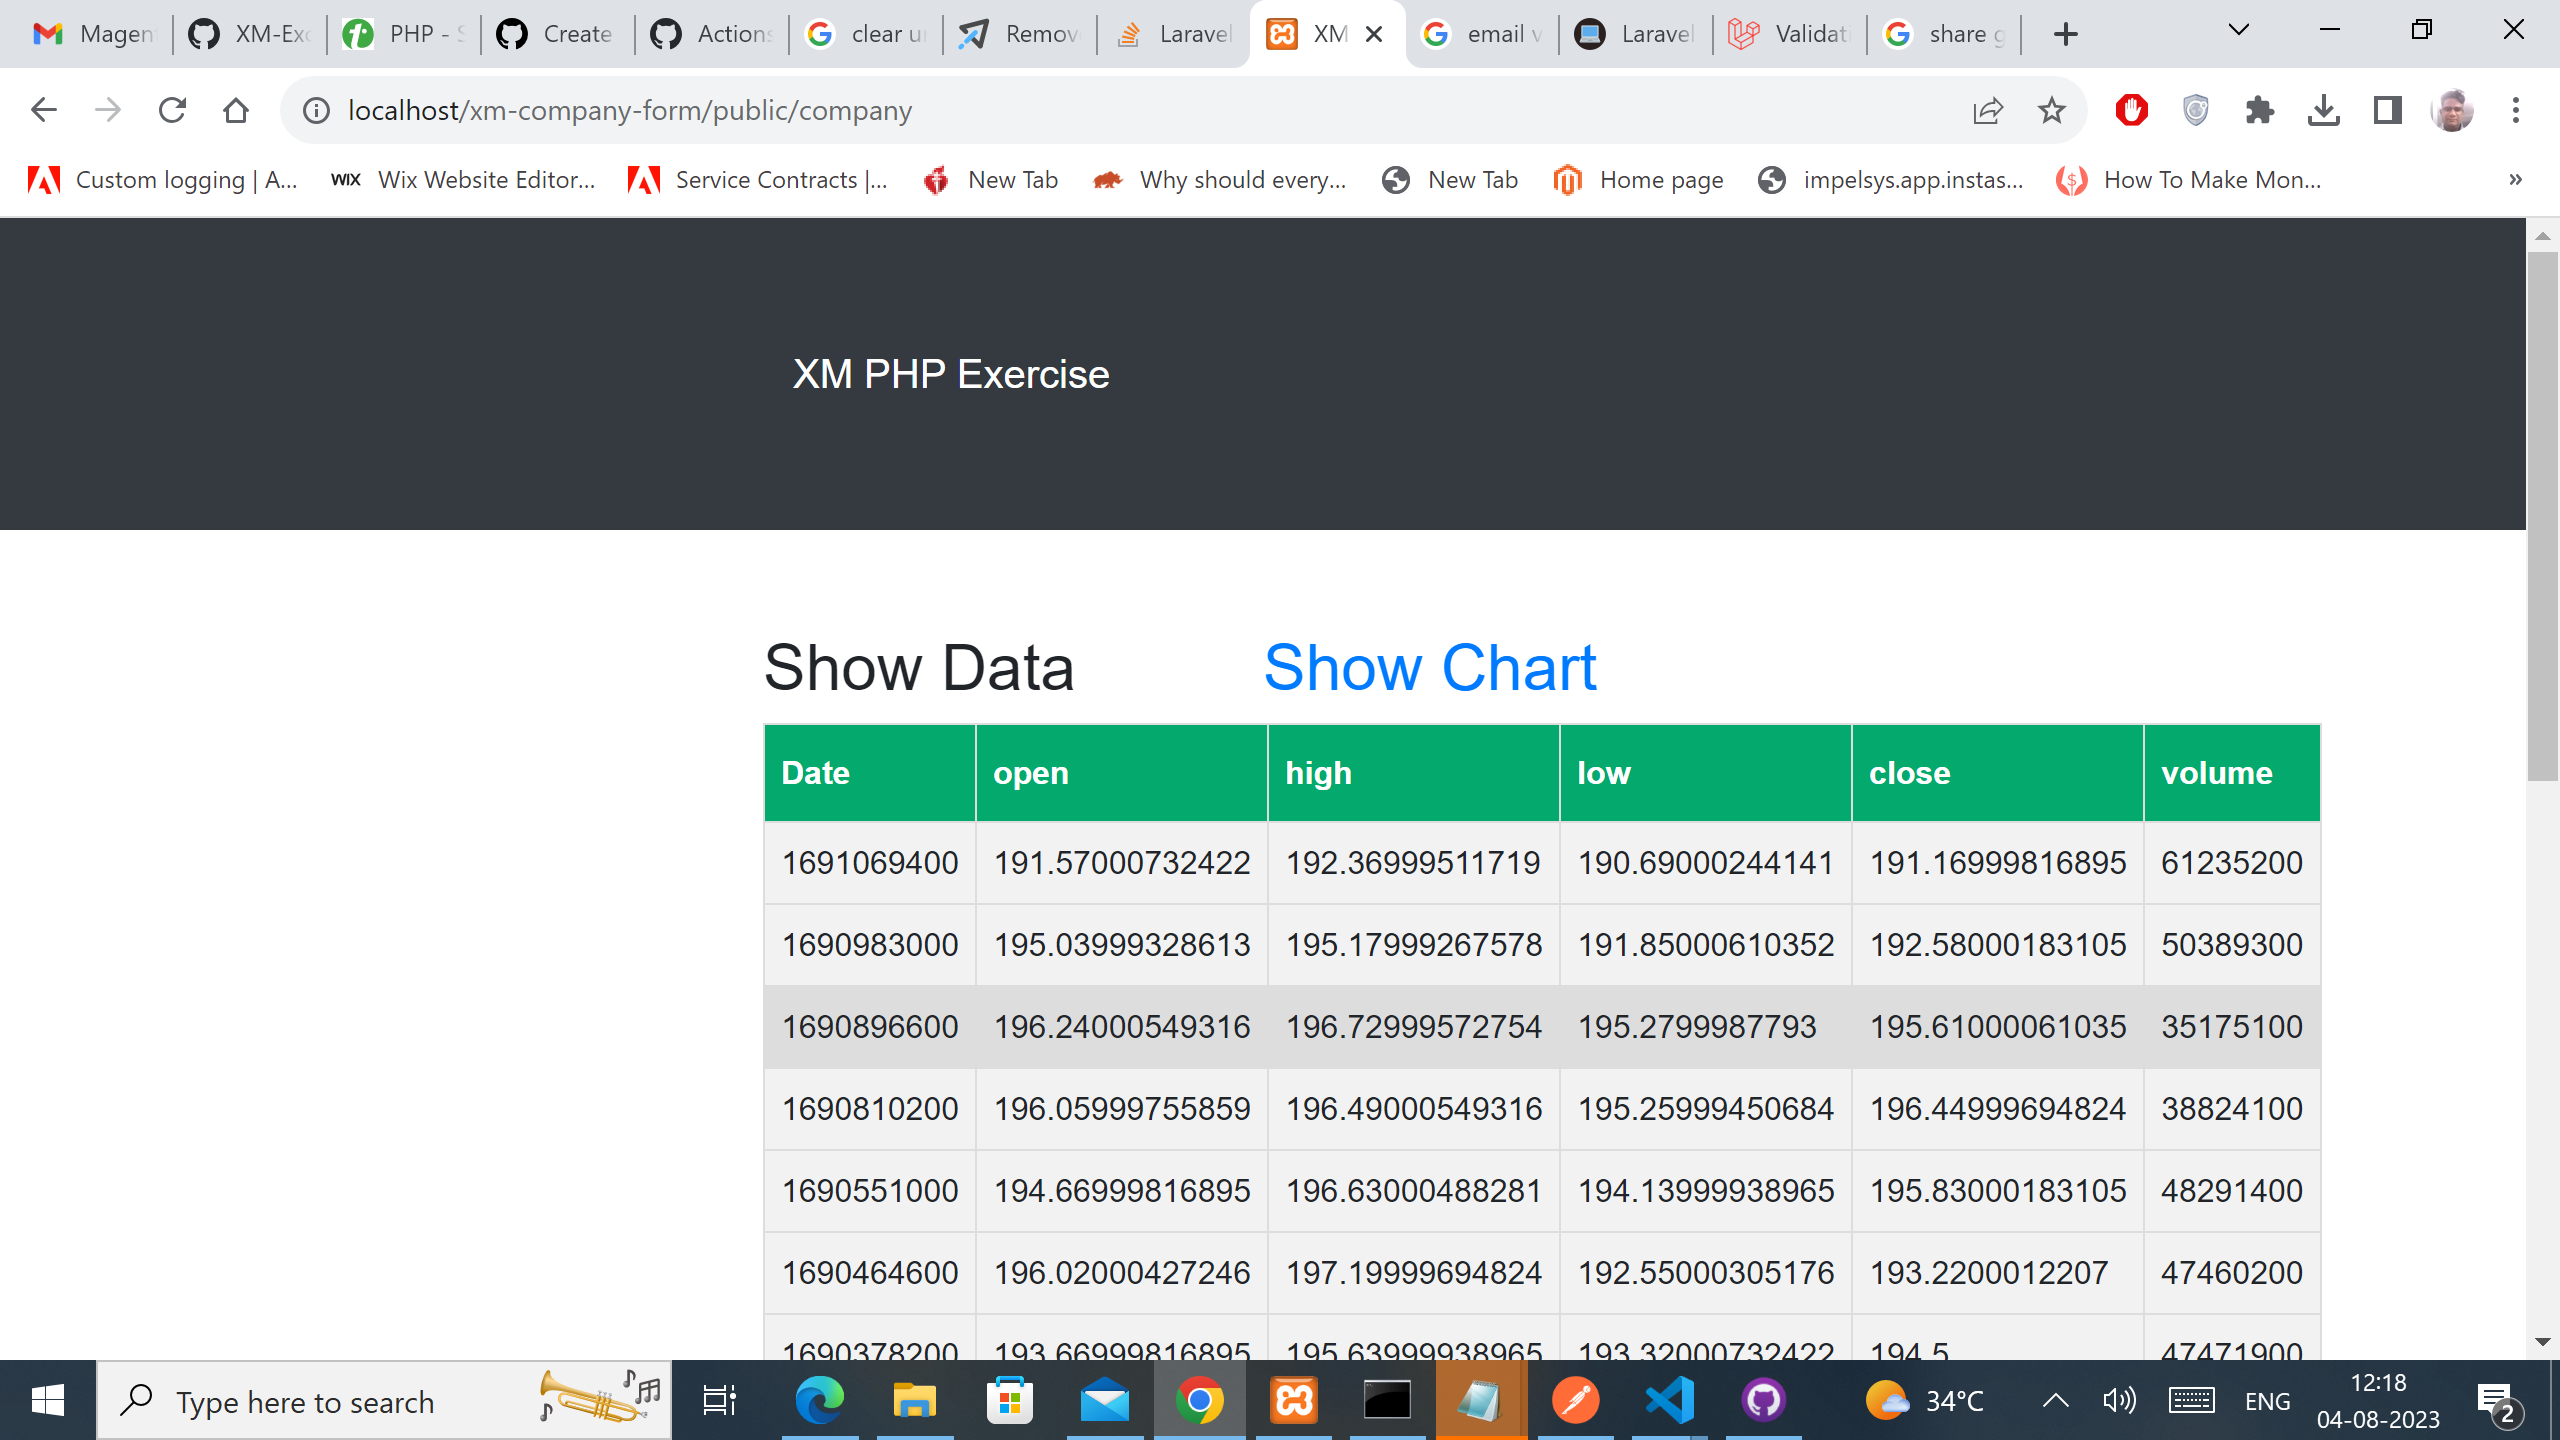 Magen XM-Ex PHP - S Create Actions clear u Remov Laravel XM email v Laravel Validati share g
localhost/xm-company-form/public/company
Custom logging | A... WIX Wix Website Editor... Service Contracts |... New Tab Why should every... New Tab Home page impelsys.app.instas... How To Make Mon... »
XM PHP Exercise
Show Data Show Chart
Date open high low close volume
1691069400 191.57000732422 192.36999511719 190.69000244141 191.16999816895 61235200
1690983000 195.03999328613 195.17999267578 191.85000610352 192.58000183105 50389300
1690896600 196.24000549316 196.72999572754 195.2799987793 195.61000061035 35175100
1690810200 196.05999755859 196.49000549316 195.25999450684 196.44999694824 38824100
1690551000 194.66999816895 196.63000488281 194.13999938965 195.83000183105 48291400
1690464600 196.02000427246 197.19999694824 192.55000305176 193.2200012207 47460200
1690378200 193.66999816895 195.63999938965 193.32000732422 194.5 47471900
Type here to search 34°C ENG 12:18
04-08-2023 2